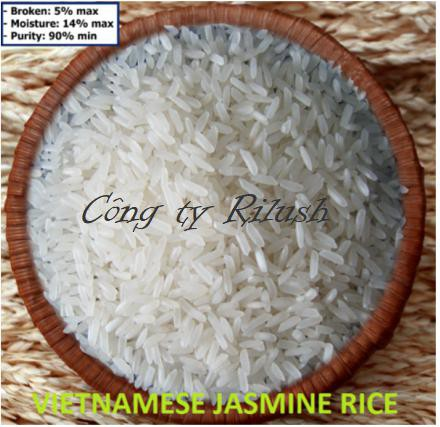 - Broken: 5% max
- Moisture: 14% max
- Purity: 90% min
Công ty Rilush
VIETNAMESE JASMINE RICE